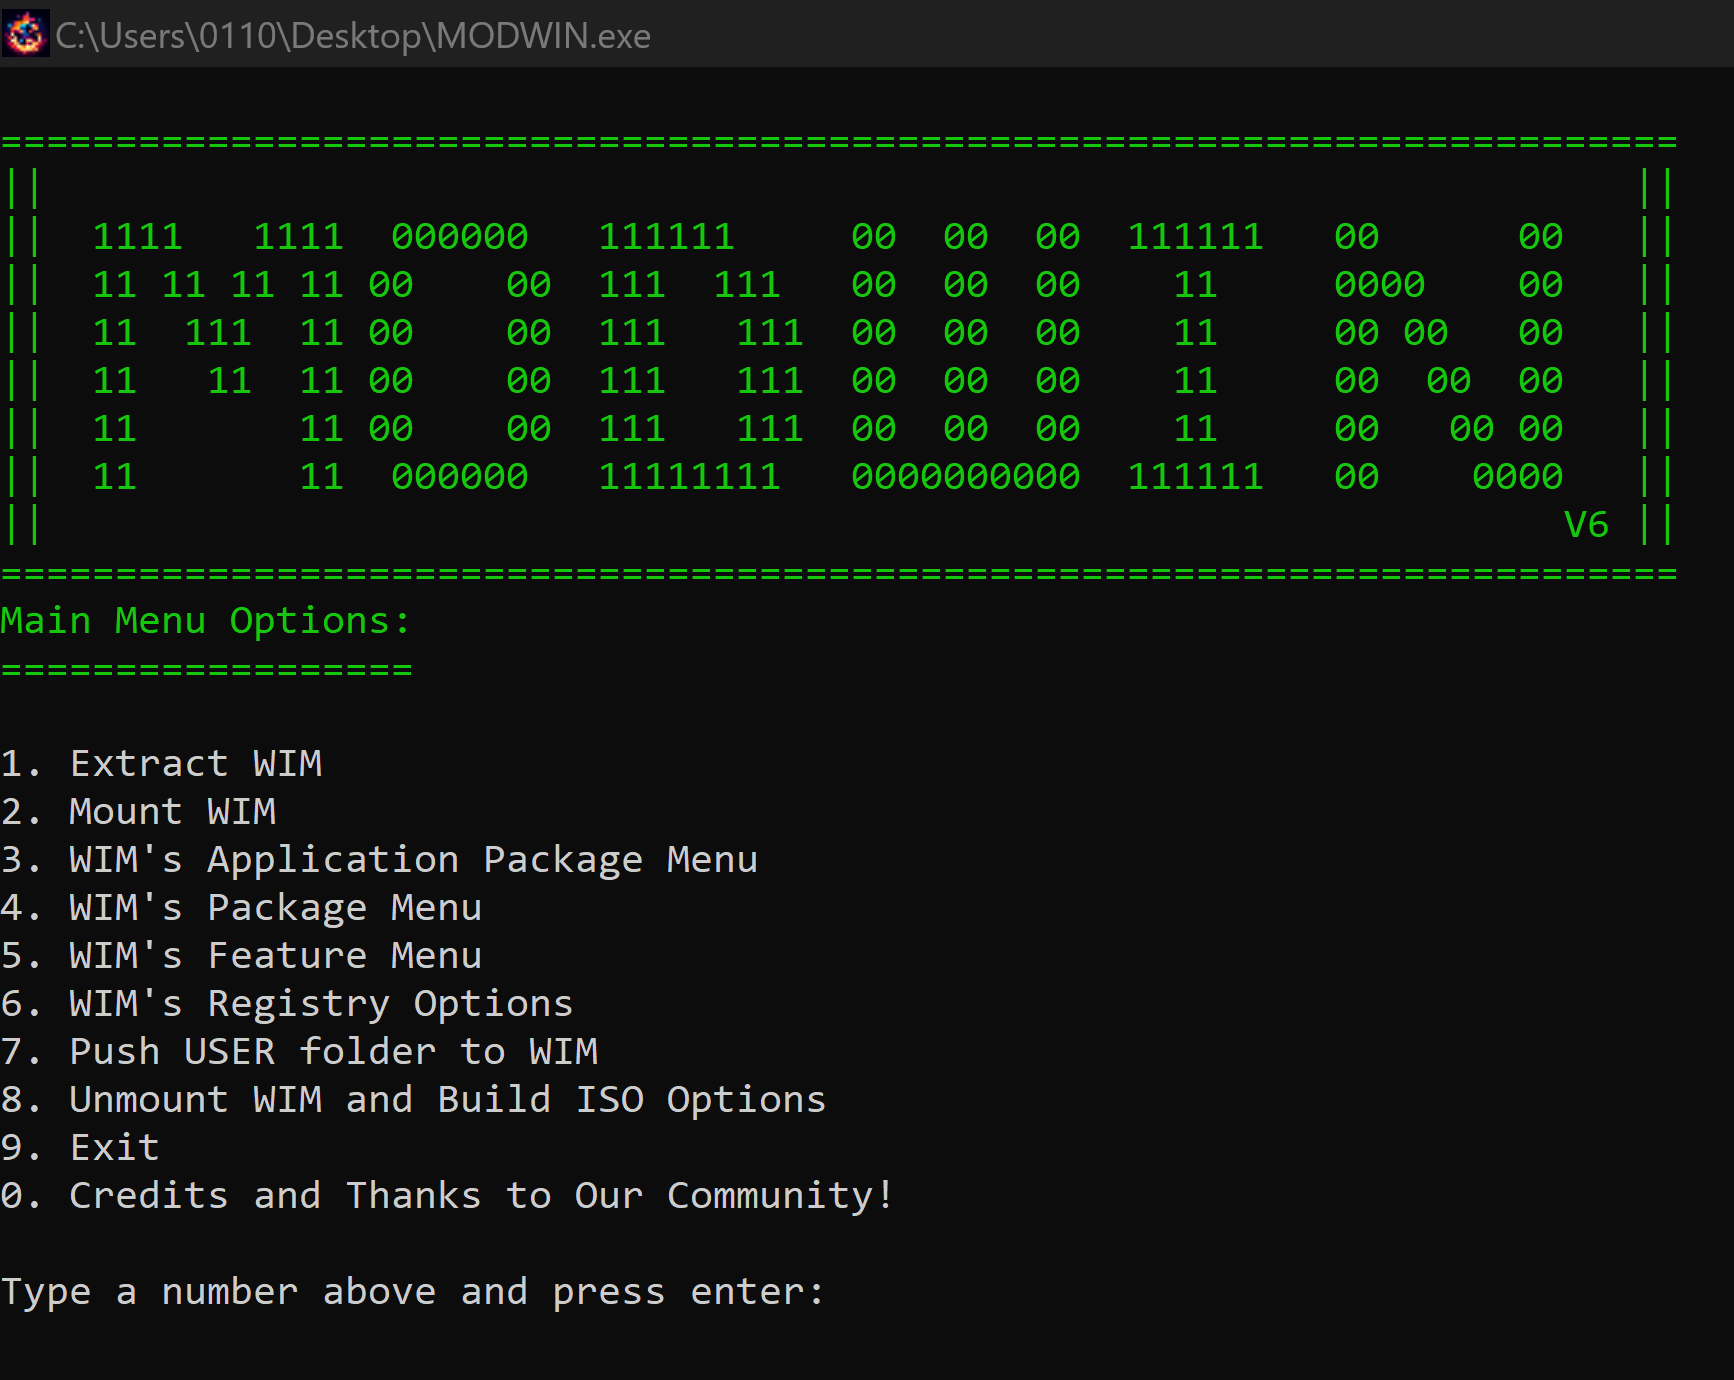 C:\Users\0110\Desktop\MODWIN.exe
=========================================================================
||                                                                      ||
||  1111   1111  000000   111111     00  00  00  111111   00      00   ||
||  11 11 11 11 00    00  111  111   00  00  00    11     0000    00   ||
||  11  111  11 00    00  111   111  00  00  00    11     00 00   00   ||
||  11   11  11 00    00  111   111  00  00  00    11     00  00  00   ||
||  11       11 00    00  111   111  00  00  00    11     00   00 00   ||
||  11       11  000000   11111111   0000000000  111111   00    0000   ||
||                                                                  V6 ||
=========================================================================
Main Menu Options:
==================
1. Extract WIM
2. Mount WIM
3. WIM's Application Package Menu
4. WIM's Package Menu
5. WIM's Feature Menu
6. WIM's Registry Options
7. Push USER folder to WIM
8. Unmount WIM and Build ISO Options
9. Exit
0. Credits and Thanks to Our Community!
Type a number above and press enter: